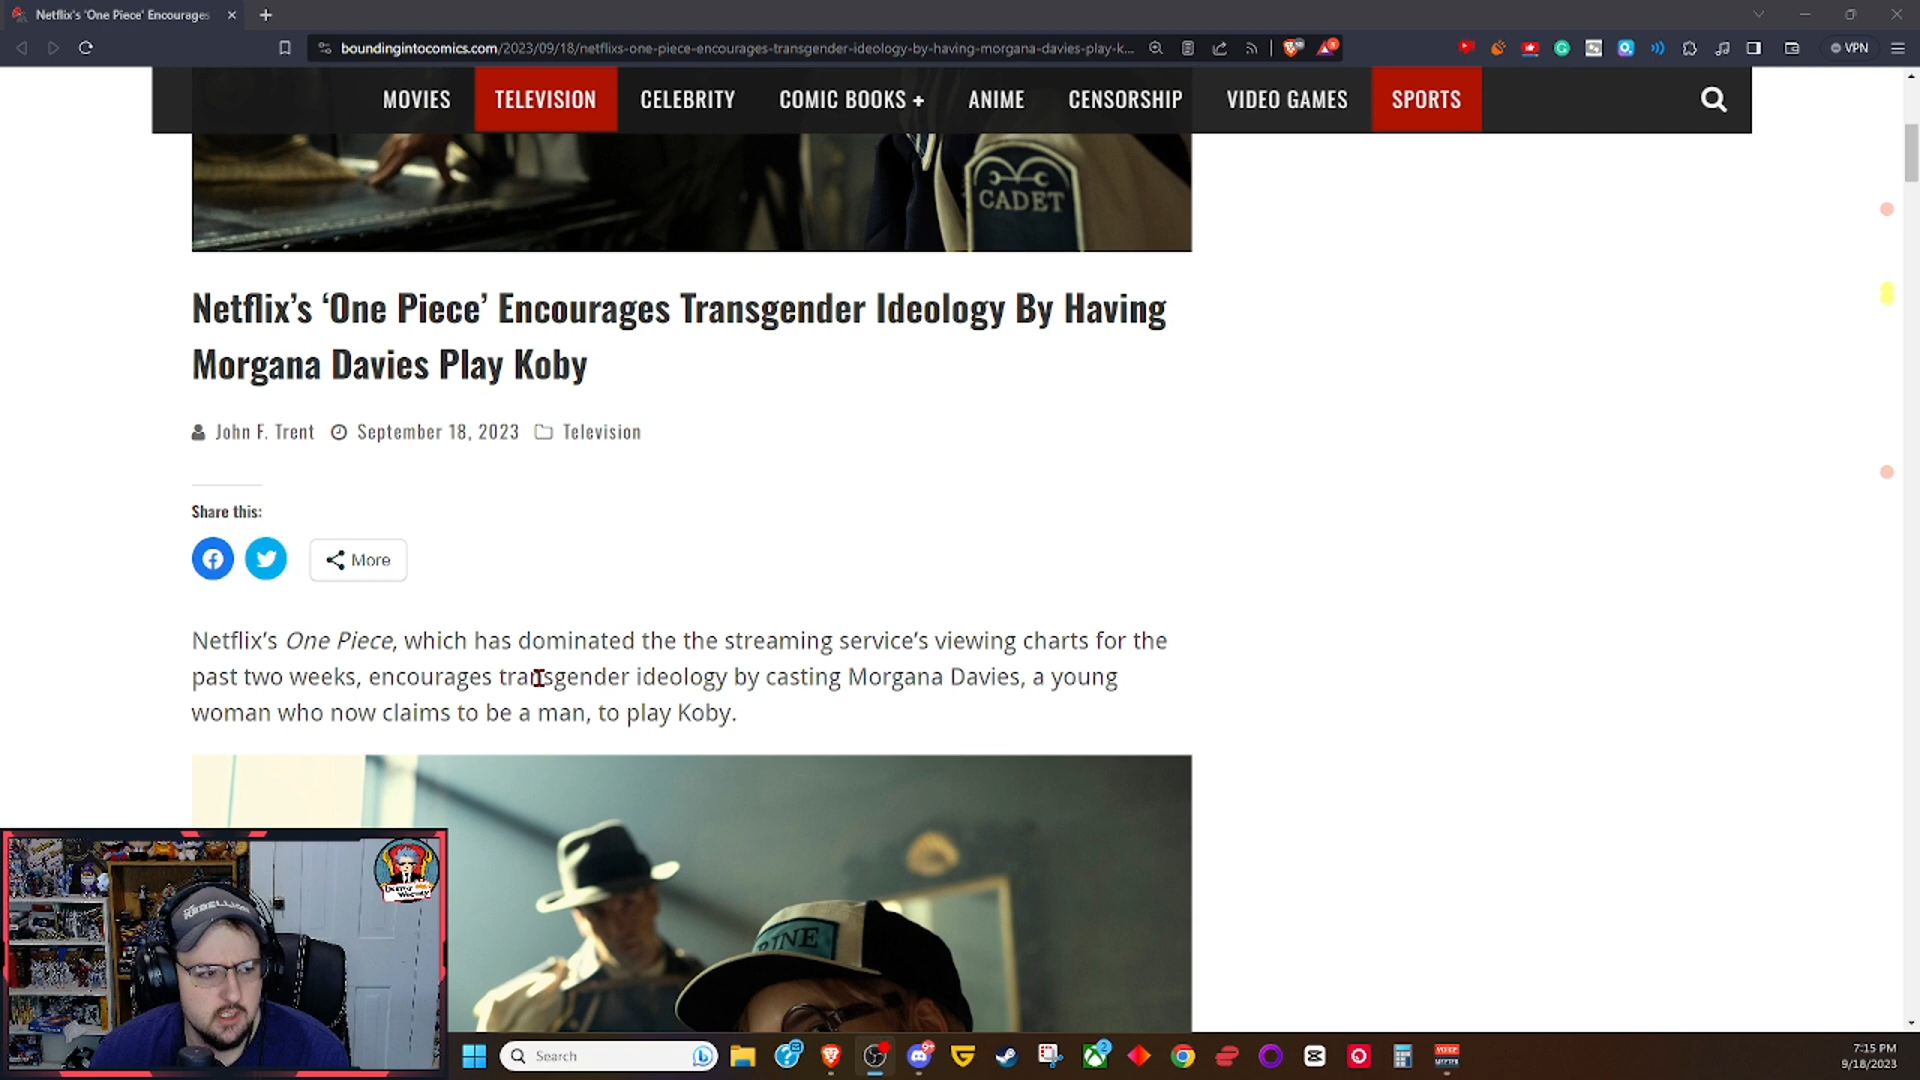 Netflix's 'One Piece' Encourages
boundingintocomics.com/2023/09/18/netflixs-one-piece-encourages-transgender-ideology-by-having-morgana-davies-play-k...
VPN
MOVIES TELEVISION CELEBRITY COMIC BOOKS + ANIME CENSORSHIP VIDEO GAMES SPORTS
CADET
Netflix's 'One Piece' Encourages Transgender Ideology By Having
Morgana Davies Play Koby
John F. Trent September 18, 2023 Television
Share this:
More
Netflix's One Piece, which has dominated the the streaming service's viewing charts for the
past two weeks, encourages transgender ideology by casting Morgana Davies, a young
woman who now claims to be a man, to play Koby.
REBELLION
Search
7:15 PM
9/18/2023